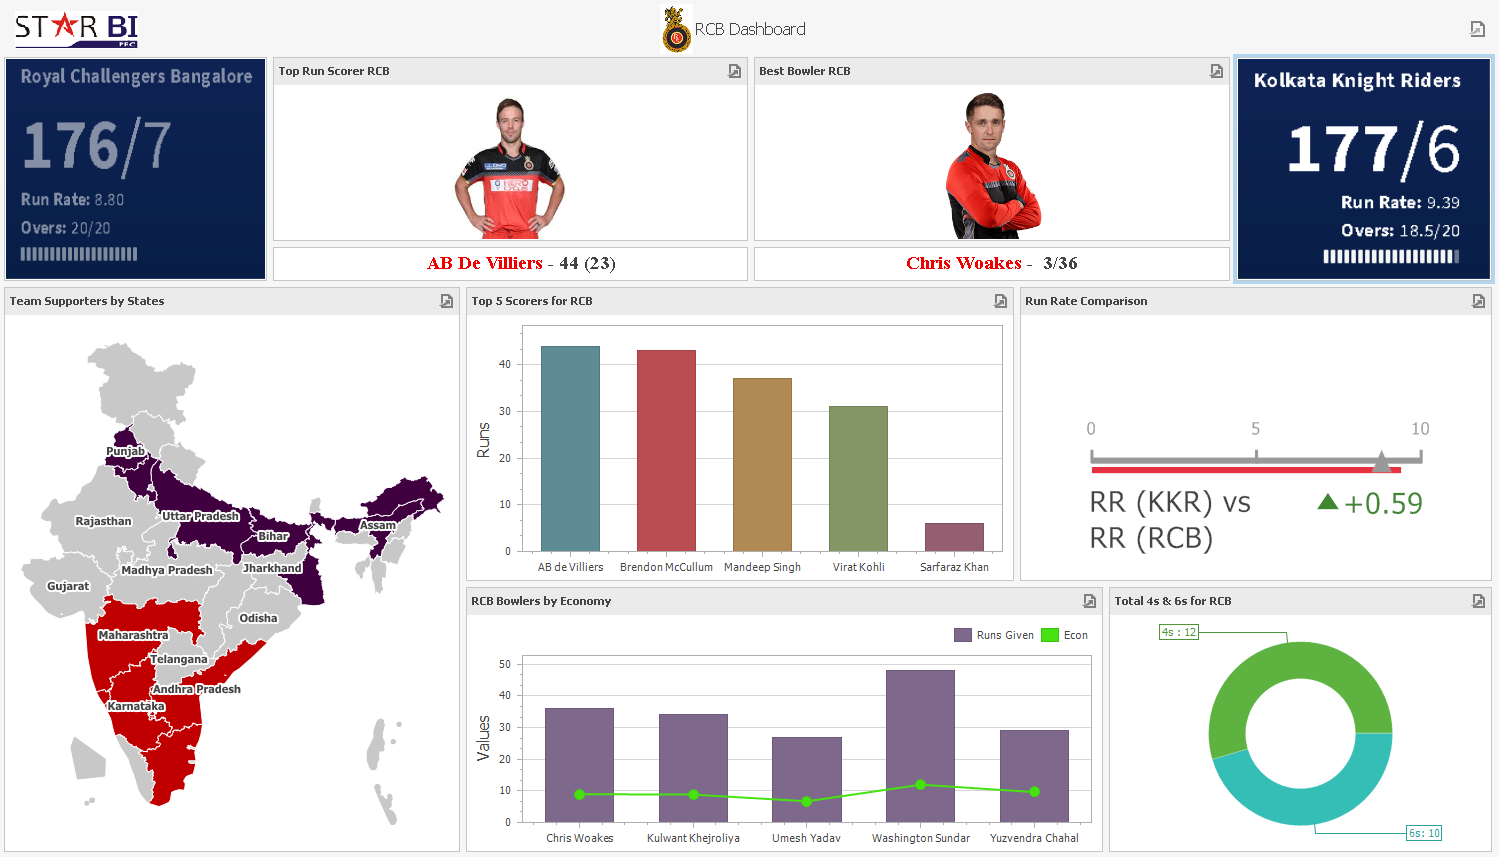 STAR BI
PEC
RCB Dashboard
Royal Challengers Bangalore
176/7
Run Rate: 8.80
Overs: 20/20
Top Run Scorer RCB
AB De Villiers - 44 (23)
Best Bowler RCB
Chris Woakes - 3/36
Kolkata Knight Riders
177/6
Run Rate: 9.39
Overs: 18.5/20
Team Supporters by States
Punjab
Rajasthan
Uttar Pradesh
Bihar
Assam
Gujarat
Madhya Pradesh
Jharkhand
Odisha
Maharashtra
Telangana
Andhra Pradesh
Karnataka
Top 5 Scorers for RCB
Runs
40
30
20
10
0
AB de Villiers
Brendon McCullum
Mandeep Singh
Virat Kohli
Sarfaraz Khan
Run Rate Comparison
0 5 10
RR (KKR) vs
RR (RCB)
+0.59
RCB Bowlers by Economy
Runs Given
Econ
Values
50
40
30
20
10
0
Chris Woakes
Kulwant Khejroliya
Umesh Yadav
Washington Sundar
Yuzvendra Chahal
Total 4s & 6s for RCB
4s : 12
6s: 10